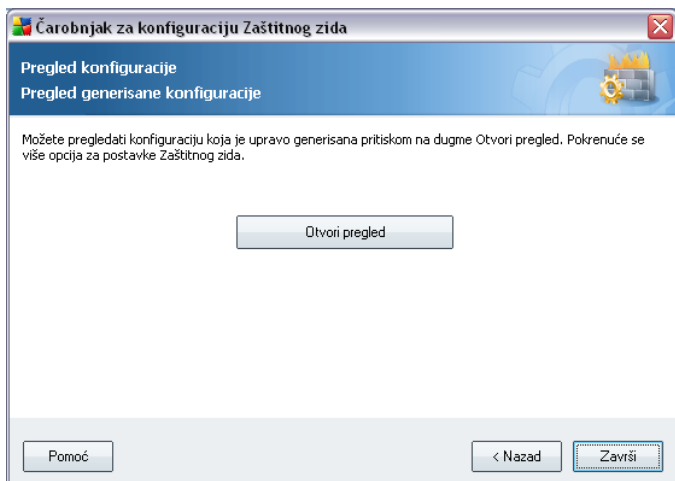 Čarobnjak za konfiguraciju Zaštitnog zida
Pregled konfiguracije
Pregled generisane konfiguracije
Možete pregledati konfiguraciju koja je upravo generisana pritiskom na dugme Otvori pregled. Pokrenuće se
više opcija za postavke Zaštitnog zida.
Otvori pregled
Pomoć
< Nazad
Završi